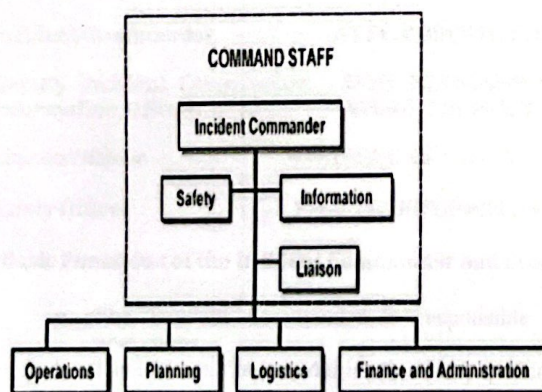 COMMAND STAFF
Incident Commander
Safety
Information
Liaison
Operations
Planning
Logistics
Finance and Administration